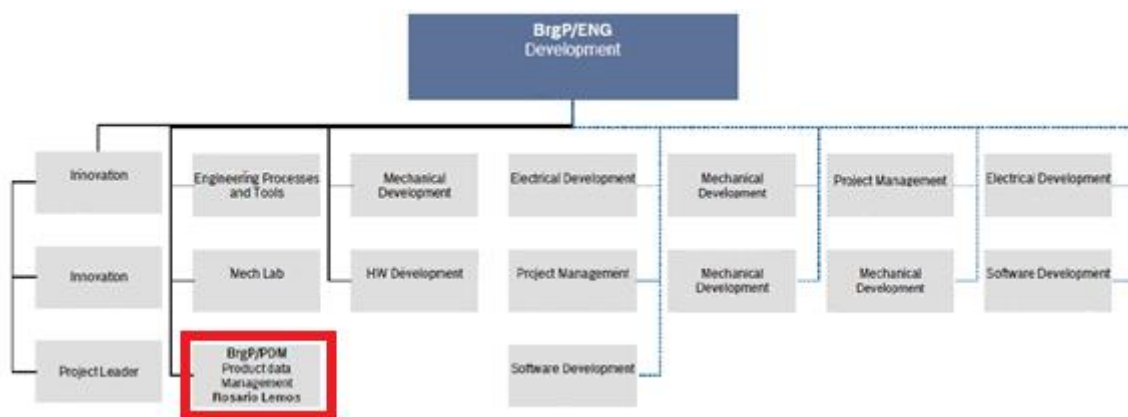 BrgP/ENG
Development
Innovation
Engineering Processes
and Tools
Mechanical
Development
Electrical Development
Mechanical
Development
Project Management
Electrical Development
Innovation
Mech Lab
HW Development
Project Management
Mechanical
Development
Mechanical
Development
Software Development
Project Leader
BrgP/PDM
Product data
Management
Rosario Lemos
Software Development